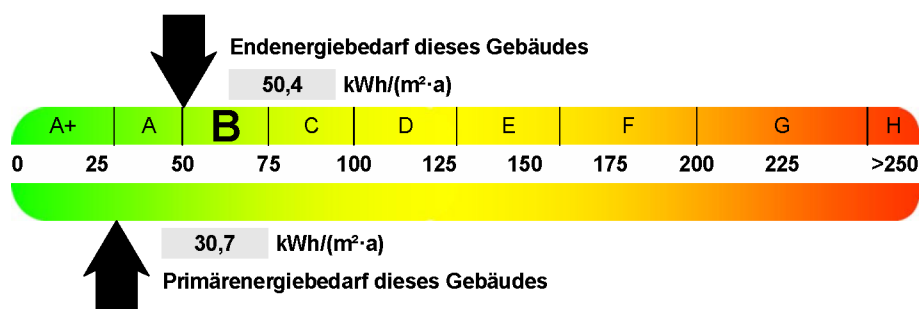 Endenergiebedarf dieses Gebäudes
50,4 kWh/(m²·a)
A+ A B C D E F G H
0 25 50 75 100 125 150 175 200 225 >250
30,7 kWh/(m²·a)
Primärenergiebedarf dieses Gebäudes